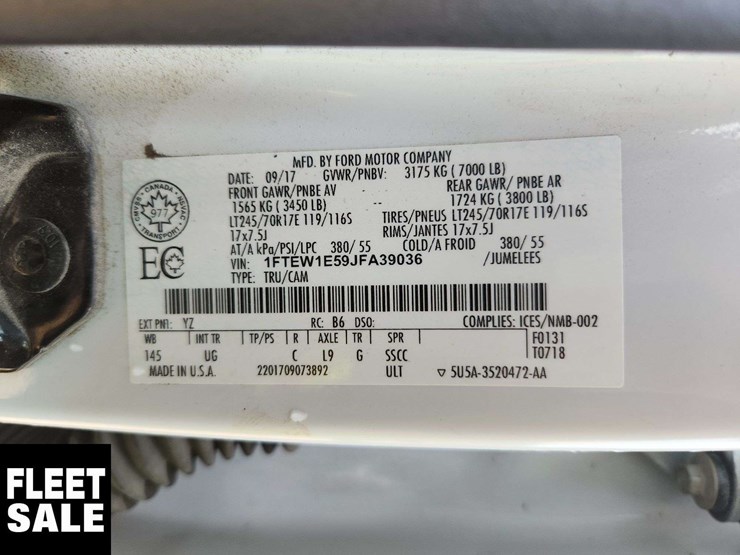 MFD. BY FORD MOTOR COMPANY
DATE: 09/17 GVWR/PNBV: 3175 KG ( 7000 LB)
FRONT GAWR/PNBE AV REAR GAWR/ PNBE AR
1565 KG ( 3450 LB) 1724 KG ( 3800 LB)
LT245/70R17E 119/116S TIRES/PNEUS LT245/70R17E 119/116S
17x7.5J RIMS/JANTES 17x7.5J
AT/A kPa/PSI/LPC 380/ 55 COLD/A FROID 380/ 55
VIN: 1FTEW1E59JFA39036 /JUMELEES
TYPE: TRU/CAM
CANADA
977
TRANSPORT
EC
EXT PNT: YZ RC: B6 DSO: COMPLIES: ICES/NMB-002
WB INT TR TP/PS R AXLE TR SPR F0131
145 UG C L9 G SSCC T0718
MADE IN U.S.A. 2201709073892 ULT ▽ 5U5A-3520472-AA
FLEET
SALE